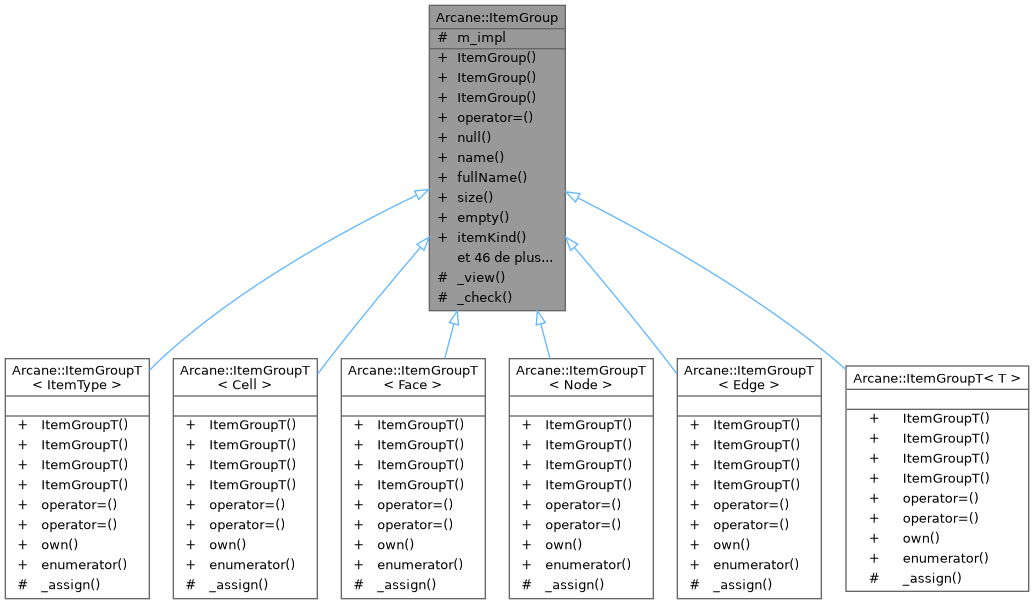 Arcane::ItemGroup
# m_impl
+ ItemGroup()
+ ItemGroup()
+ ItemGroup()
+ operator=()
+ null()
+ name()
+ fullName()
+ size()
+ empty()
+ itemKind()
et 46 de plus...
# _view()
# _check()
Arcane::ItemGroupT
< ItemType >
+ ItemGroupT()
+ ItemGroupT()
+ ItemGroupT()
+ ItemGroupT()
+ operator=()
+ operator=()
+ own()
+ enumerator()
# _assign()
Arcane::ItemGroupT
< Cell >
+ ItemGroupT()
+ ItemGroupT()
+ ItemGroupT()
+ ItemGroupT()
+ operator=()
+ operator=()
+ own()
+ enumerator()
# _assign()
Arcane::ItemGroupT
< Face >
+ ItemGroupT()
+ ItemGroupT()
+ ItemGroupT()
+ ItemGroupT()
+ operator=()
+ operator=()
+ own()
+ enumerator()
# _assign()
Arcane::ItemGroupT
< Node >
+ ItemGroupT()
+ ItemGroupT()
+ ItemGroupT()
+ ItemGroupT()
+ operator=()
+ operator=()
+ own()
+ enumerator()
# _assign()
Arcane::ItemGroupT
< Edge >
+ ItemGroupT()
+ ItemGroupT()
+ ItemGroupT()
+ ItemGroupT()
+ operator=()
+ operator=()
+ own()
+ enumerator()
# _assign()
Arcane::ItemGroupT< T >
+ ItemGroupT()
+ ItemGroupT()
+ ItemGroupT()
+ ItemGroupT()
+ operator=()
+ operator=()
+ own()
+ enumerator()
# _assign()